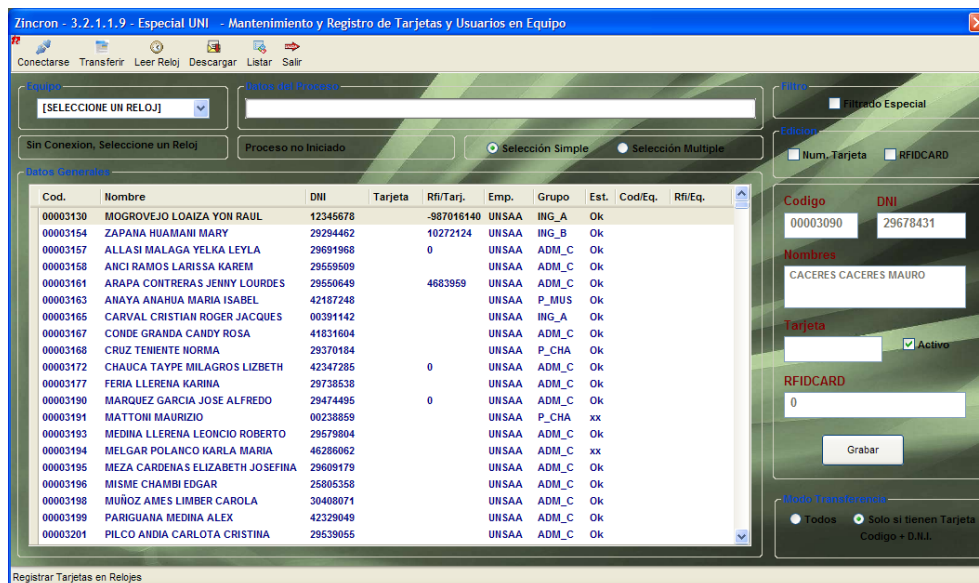 Zincron - 3.2.1.1.9 - Especial UNI - Mantenimiento y Registro de Tarjetas y Usuarios en Equipo
Conectarse Transferir Leer Reloj Descargar Listar Salir
Equipo
[SELECCIONE UN RELOJ]
Datos del Proceso
Filtro
Filtrado Especial
Sin Conexion, Seleccione un Reloj
Proceso no Iniciado
Selección Simple Selección Multiple
Edicion
Num. Tarjeta RFIDCARD
Datos Generales
Cod. Nombre DNI Tarjeta Rfi/Tarj. Emp. Grupo Est. Cod/Eq. Rfi/Eq.
00003130 MOGROVEJO LOAIZA YON RAUL 12345678 -987016140 UNSAA ING_A Ok
00003154 ZAPANA HUAMANI MARY 29294462 10272124 UNSAA ING_B Ok
00003157 ALLASI MALAGA YELKA LEYLA 29691968 0 UNSAA ADM_C Ok
00003158 ANCI RAMOS LARISSA KAREM 29559509 UNSAA ADM_C Ok
00003161 ARAPA CONTRERAS JENNY LOURDES 29550649 4683959 UNSAA ADM_C Ok
00003163 ANAYA ANAHUA MARIA ISABEL 42187248 UNSAA P_MUS Ok
00003165 CARVAL CRISTIAN ROGER JACQUES 00391142 UNSAA ING_A Ok
00003167 CONDE GRANDA CANDY ROSA 41831604 UNSAA ADM_C Ok
00003168 CRUZ TENIENTE NORMA 29370184 UNSAA P_CHA Ok
00003172 CHAUCA TAYPE MILAGROS LIZBETH 42347285 0 UNSAA ADM_C Ok
00003177 FERIA LLERENA KARINA 29738538 UNSAA ADM_C Ok
00003190 MARQUEZ GARCIA JOSE ALFREDO 29474495 0 UNSAA ADM_C Ok
00003191 MATTONI MAURIZIO 00238859 UNSAA P_CHA xx
00003193 MEDINA LLERENA LEONCIO ROBERTO 29579804 UNSAA ADM_C Ok
00003194 MELGAR POLANCO KARLA MARIA 46286062 UNSAA ADM_C xx
00003195 MEZA CARDENAS ELIZABETH JOSEFINA 29609179 UNSAA ADM_C Ok
00003196 MISME CHAMBI EDGAR 25805358 UNSAA ADM_C Ok
00003198 MUÑOZ AMES LIMBER CAROLA 30408071 UNSAA ADM_C Ok
00003199 PARIGUANA MEDINA ALEX 42329049 UNSAA ADM_C Ok
00003201 PILCO ANDIA CARLOTA CRISTINA 29539055 UNSAA ADM_C Ok
Codigo DNI
00003090 29678431
Nombres
CACERES CACERES MAURO
Tarjeta
Activo
RFIDCARD
0
Grabar
Modo Transferencia
Todos Solo si tienen Tarjeta
Codigo + D.N.I.
Registrar Tarjetas en Relojes